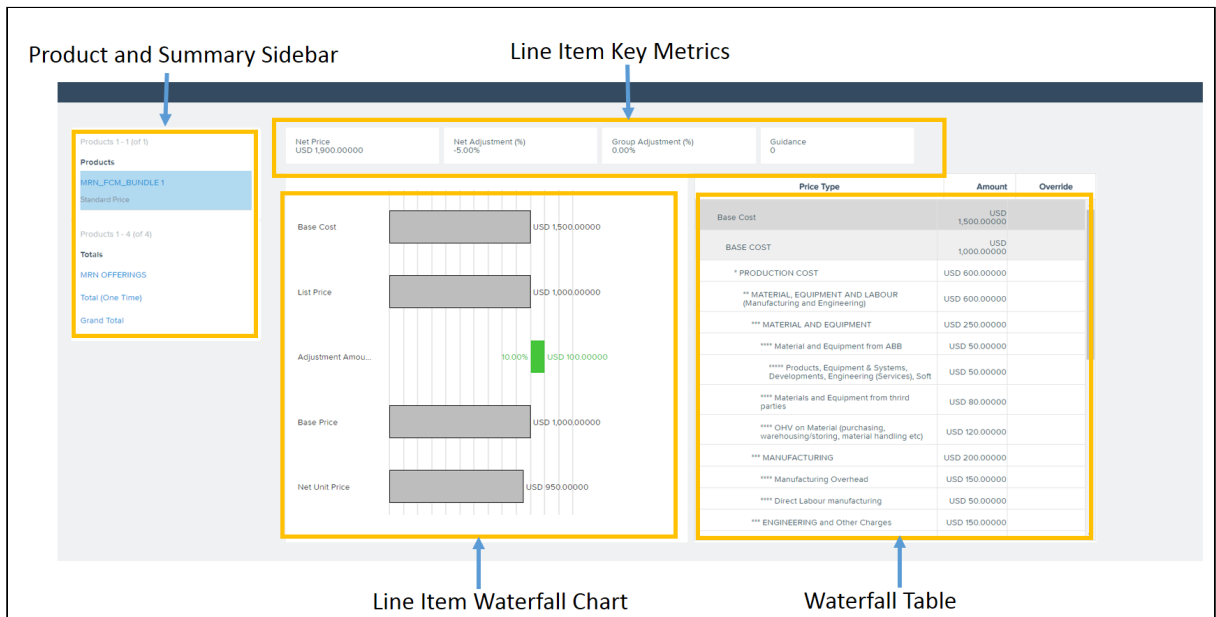 Product and Summary Sidebar
Line Item Key Metrics
Products 1 - 1 (of 1)
Products
MRN_FCM_BUNDLE 1
Standard Price
Products 1 - 4 (of 4)
Totals
MRN OFFERINGS
Total (One Time)
Grand Total
Net Price
USD 1,900.00000
Net Adjustment (%)
-5.00%
Group Adjustment (%)
0.00%
Guidance
0
Base Cost USD 1,500.00000
List Price USD 1,000.00000
Adjustment Amou... 10.00% USD 100.00000
Base Price USD 1,000.00000
Net Unit Price USD 950.00000
Price Type Amount Override
Base Cost USD
1,500.00000
BASE COST USD
1,000.00000
* PRODUCTION COST USD 600.00000
** MATERIAL, EQUIPMENT AND LABOUR
(Manufacturing and Engineering) USD 600.00000
*** MATERIAL AND EQUIPMENT USD 250.00000
**** Material and Equipment from ABB USD 50.00000
***** Products, Equipment & Systems,
Developments, Engineering (Services), Soft USD 50.00000
**** Materials and Equipment from thrird
parties USD 80.00000
**** OHV on Material (purchasing,
warehousing/storing, material handling etc) USD 120.00000
*** MANUFACTURING USD 200.00000
**** Manufacturing Overhead USD 150.00000
**** Direct Labour manufacturing USD 50.00000
*** ENGINEERING and Other Charges USD 150.00000
Line Item Waterfall Chart
Waterfall Table